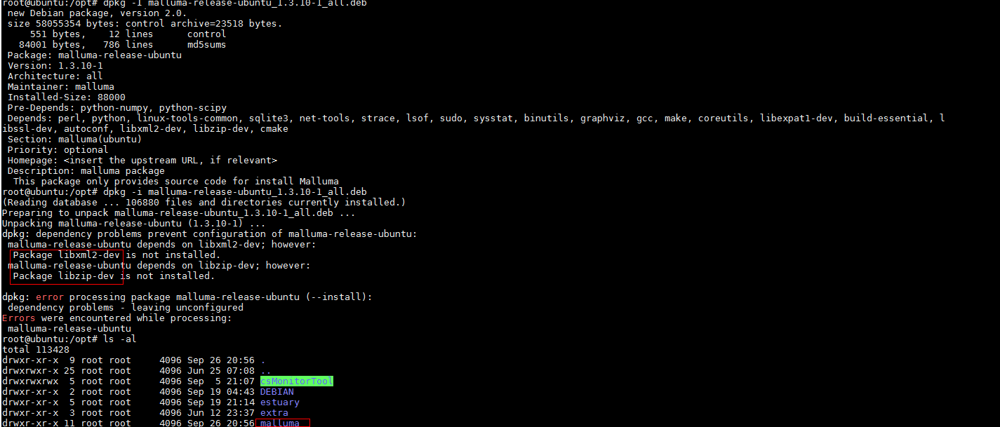 root@ubuntu:/opt# dpkg -I malluma-release-ubuntu_1.3.10-1_all.deb
new Debian package, version 2.0.
size 58055354 bytes: control archive=23518 bytes.
551 bytes, 12 lines control
84001 bytes, 786 lines md5sums
Package: malluma-release-ubuntu
Version: 1.3.10-1
Architecture: all
Maintainer: malluma
Installed-Size: 88000
Pre-Depends: python-numpy, python-scipy
Depends: perl, python, linux-tools-common, sqlite3, net-tools, strace, lsof, sudo, sysstat, binutils, graphviz, gcc, make, coreutils, libexpat1-dev, build-essential, l
ibssl-dev, autoconf, libxml2-dev, libzip-dev, cmake
Section: malluma(ubuntu)
Priority: optional
Homepage: <insert the upstream URL, if relevant>
Description: malluma package
This package only provides source code for install Malluma
root@ubuntu:/opt# dpkg -i malluma-release-ubuntu_1.3.10-1_all.deb
(Reading database ... 106880 files and directories currently installed.)
Preparing to unpack malluma-release-ubuntu_1.3.10-1_all.deb ...
Unpacking malluma-release-ubuntu (1.3.10-1) ...
dpkg: dependency problems prevent configuration of malluma-release-ubuntu:
malluma-release-ubuntu depends on libxml2-dev; however:
Package libxml2-dev is not installed.
malluma-release-ubuntu depends on libzip-dev; however:
Package libzip-dev is not installed.
dpkg: error processing package malluma-release-ubuntu (--install):
dependency problems - leaving unconfigured
Errors were encountered while processing:
malluma-release-ubuntu
root@ubuntu:/opt# ls -al
total 113428
drwxr-xr-x 9 root root 4096 Sep 26 20:56 .
drwxrwxr-x 25 root root 4096 Jun 25 07:08 ..
drwxrwxrwx 5 root root 4096 Sep 5 21:07 csMonitorTool
drwxr-xr-x 2 root root 4096 Sep 19 04:43 DEBIAN
drwxr-xr-x 5 root root 4096 Sep 19 21:14 estuary
drwxr-xr-x 3 root root 4096 Jun 12 23:37 extra
drwxr-xr-x 11 root root 4096 Sep 26 20:56 malluma